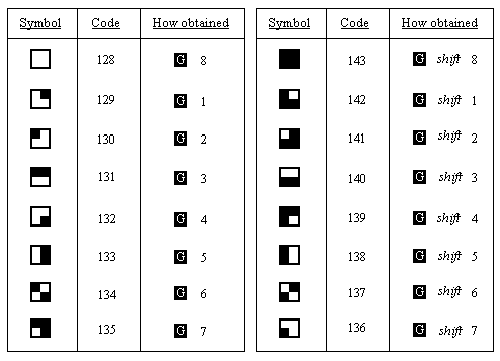 Symbol Code How obtained
128 G 8
129 G 1
130 G 2
131 G 3
132 G 4
133 G 5
134 G 6
135 G 7
Symbol Code How obtained
143 G shift 8
142 G shift 1
141 G shift 2
140 G shift 3
139 G shift 4
138 G shift 5
137 G shift 6
136 G shift 7